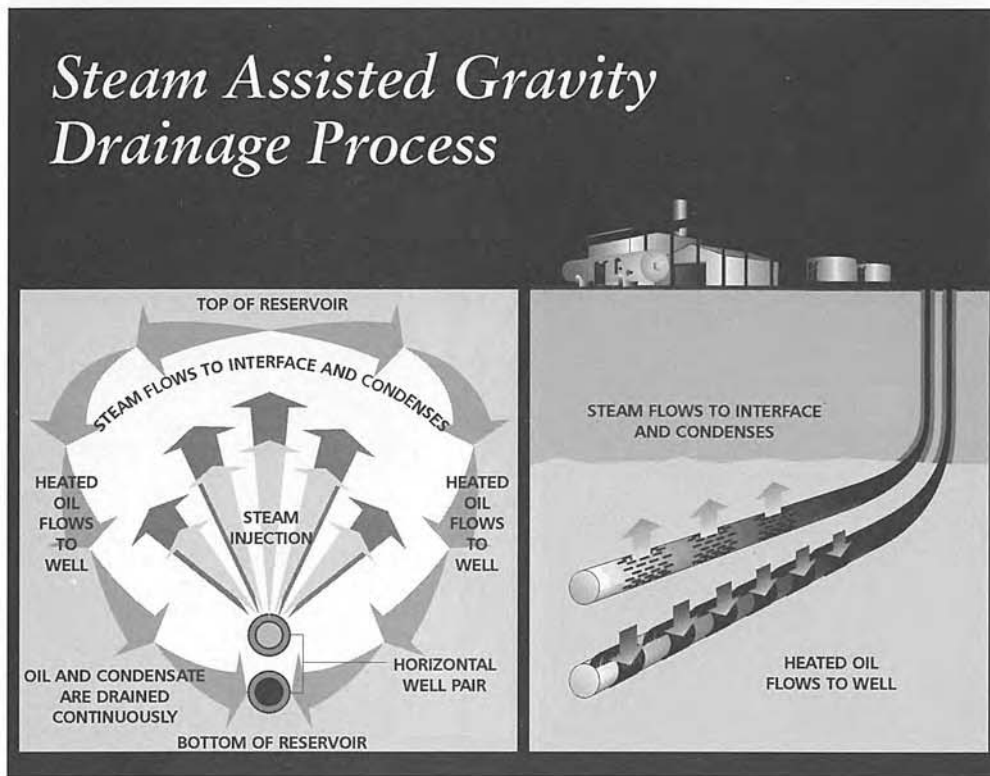 Steam Assisted Gravity
Drainage Process
TOP OF RESERVOIR
STEAM FLOWS TO INTERFACE AND CONDENSES
HEATED
OIL
FLOWS
TO
WELL
STEAM
INJECTION
HEATED
OIL
FLOWS
TO
WELL
OIL AND CONDENSATE
ARE DRAINED
CONTINUOUSLY
HORIZONTAL
WELL PAIR
BOTTOM OF RESERVOIR
STEAM FLOWS TO INTERFACE
AND CONDENSES
HEATED OIL
FLOWS TO WELL